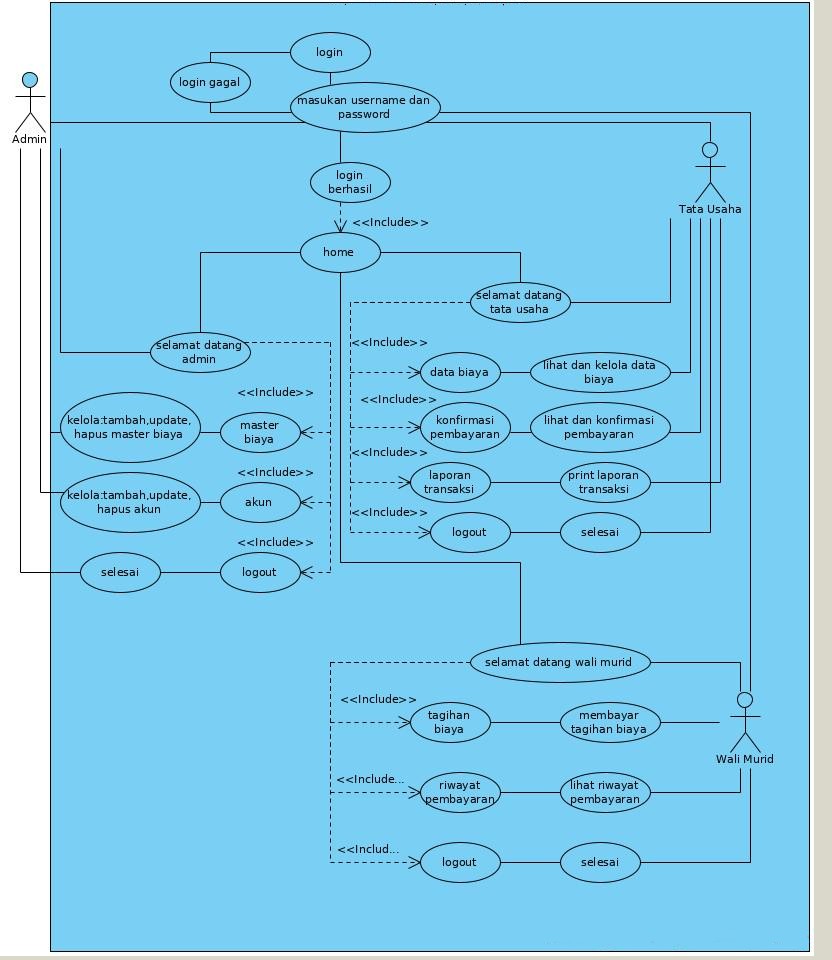 login
login gagal
masukan username dan
password
Admin
login
berhasil
Tata Usaha
<<Include>>
home
selamat datang
tata usaha
selamat datang
admin
<<Include>>
data biaya
lihat dan kelola data
biaya
<<Include>>
<<Include>>
kelola:tambah,update,
hapus master biaya
master
biaya
konfirmasi
pembayaran
lihat dan konfirmasi
pembayaran
<<Include>>
<<Include>>
laporan
transaksi
print laporan
transaksi
kelola:tambah,update,
hapus akun
akun
<<Include>>
logout
selesai
<<Include>>
selesai
logout
selamat datang wali murid
<<Include>>
tagihan
biaya
membayar
tagihan biaya
Wali Murid
<<Include...
riwayat
pembayaran
lihat riwayat
pembayaran
<<Includ...
logout
selesai